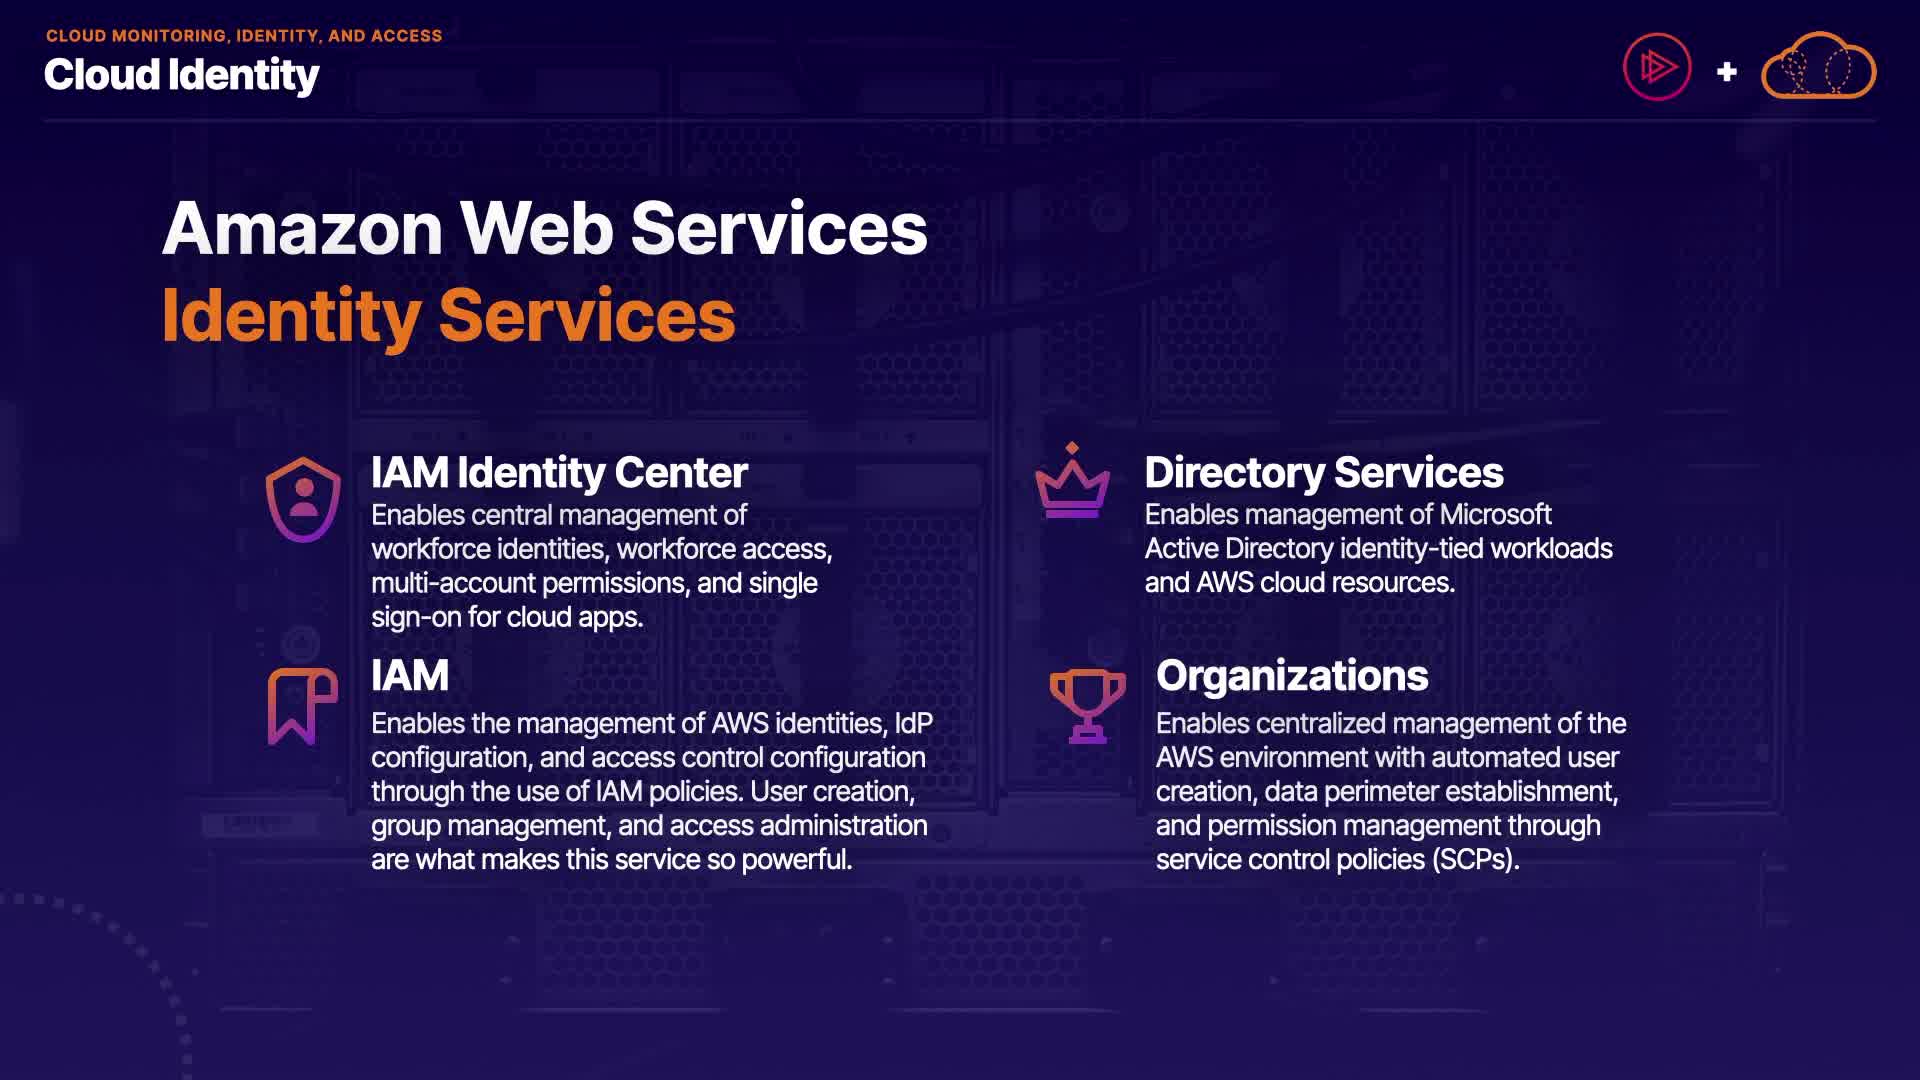 CLOUD MONITORING, IDENTITY, AND ACCESS
Cloud Identity
Amazon Web Services
Identity Services
IAM Identity Center
Enables central management of
workforce identities, workforce access,
multi-account permissions, and single
sign-on for cloud apps.
Directory Services
Enables management of Microsoft
Active Directory identity-tied workloads
and AWS cloud resources.
IAM
Enables the management of AWS identities, IdP
configuration, and access control configuration
through the use of IAM policies. User creation,
group management, and access administration
are what makes this service so powerful.
Organizations
Enables centralized management of the
AWS environment with automated user
creation, data perimeter establishment,
and permission management through
service control policies (SCPs).